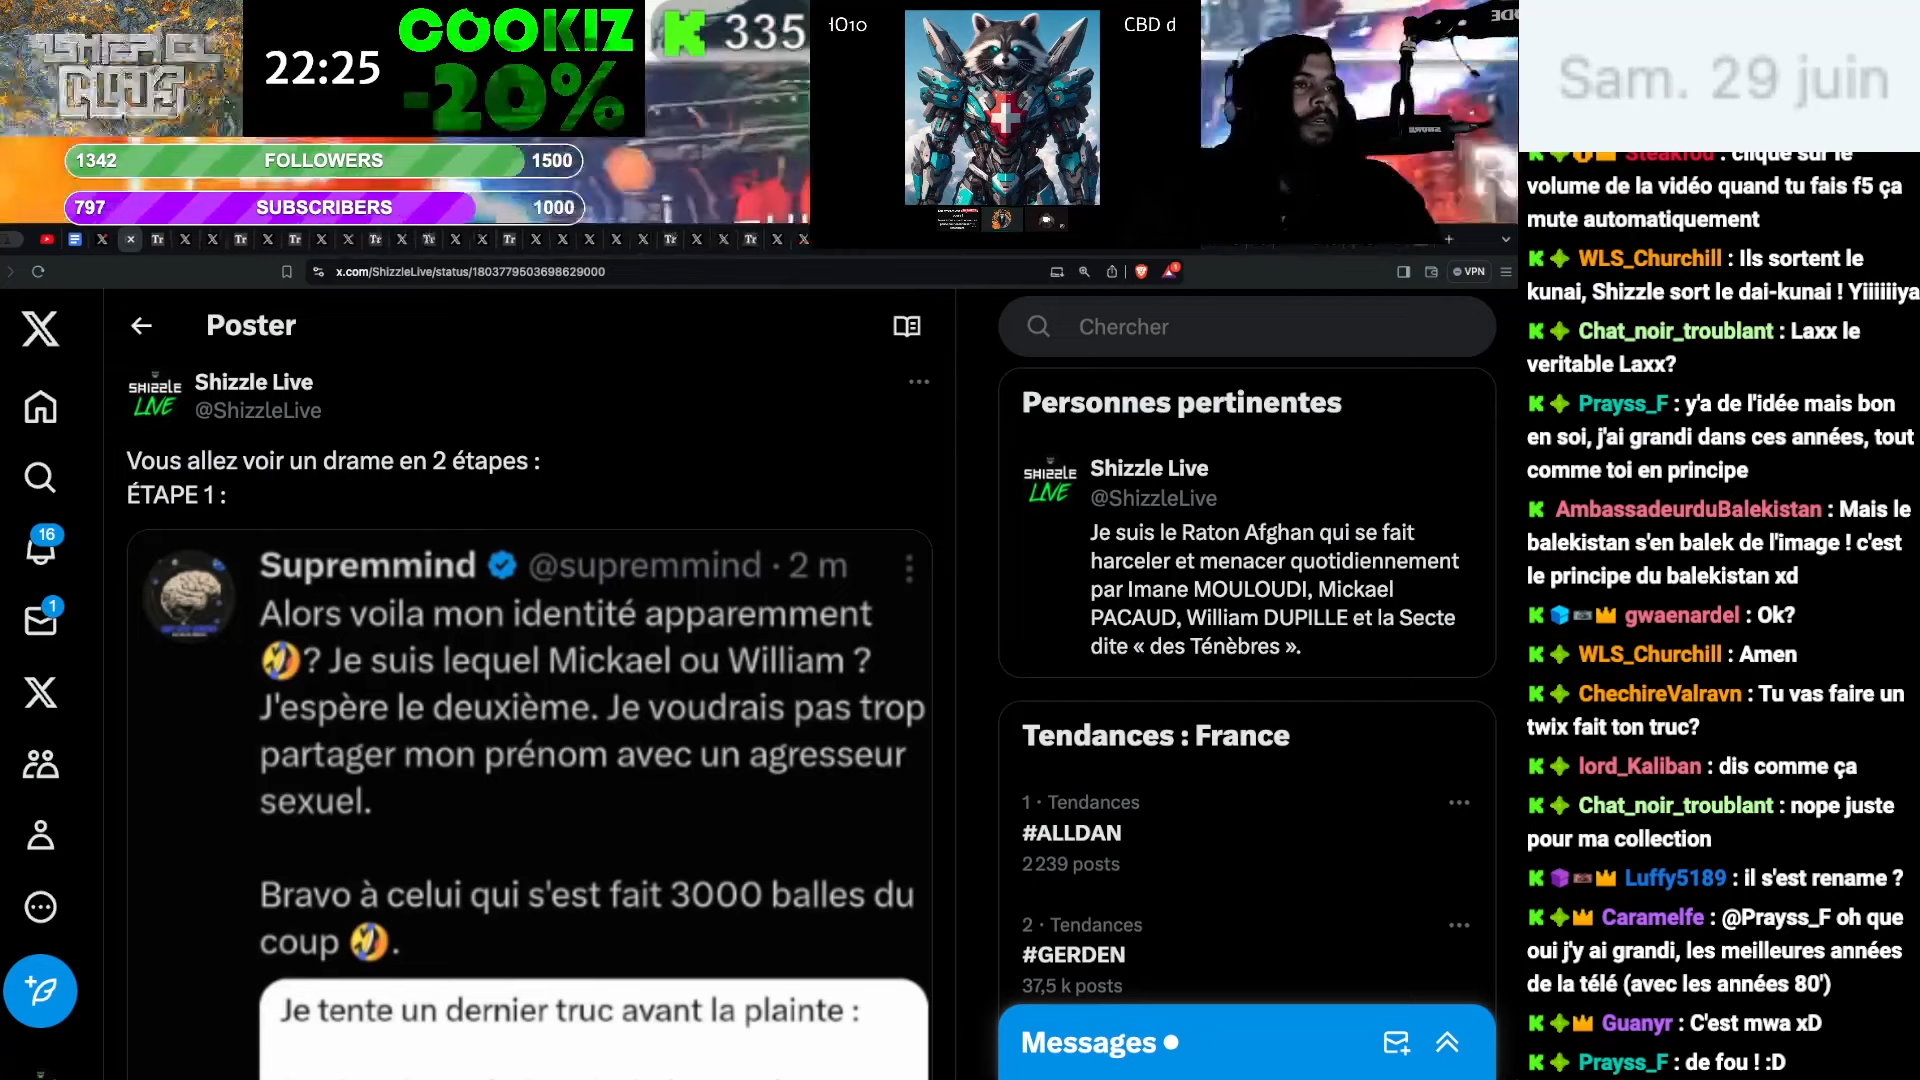 22:25
COOKIZ
-20%
335
CBD d
Sam. 29 juin
1342 FOLLOWERS 1500
797 SUBSCRIBERS 1000
x.com/ShizzleLive/status/1803779503698629000
VPN
Poster
Shizzle Live
@ShizzleLive
Vous allez voir un drame en 2 étapes :
ÉTAPE 1 :
Supremmind @supremmind · 2 m
Alors voila mon identité apparemment
🤣? Je suis lequel Mickael ou William ?
J'espère le deuxième. Je voudrais pas trop
partager mon prénom avec un agresseur
sexuel.
Bravo à celui qui s'est fait 3000 balles du
coup 🤣.
Je tente un dernier truc avant la plainte :
16
1
Chercher
Personnes pertinentes
Shizzle Live
@ShizzleLive
Je suis le Raton Afghan qui se fait
harceler et menacer quotidiennement
par Imane MOULOUDI, Mickael
PACAUD, William DUPILLE et la Secte
dite « des Ténèbres ».
Tendances : France
1 · Tendances
#ALLDAN
2 239 posts
2 · Tendances
#GERDEN
37,5 k posts
Messages
Steakfou : clique sur le
volume de la vidéo quand tu fais f5 ça
mute automatiquement
WLS_Churchill : Ils sortent le
kunai, Shizzle sort le dai-kunai ! Yiiiiiiya
Chat_noir_troublant : Laxx le
veritable Laxx?
Prayss_F : y'a de l'idée mais bon
en soi, j'ai grandi dans ces années, tout
comme toi en principe
AmbassadeurduBalekistan : Mais le
balekistan s'en balek de l'image ! c'est
le principe du balekistan xd
gwaenardel : Ok?
WLS_Churchill : Amen
ChechireValravn : Tu vas faire un
twix fait ton truc?
lord_Kaliban : dis comme ça
Chat_noir_troublant : nope juste
pour ma collection
Luffy5189 : il s'est rename ?
Caramelfe : @Prayss_F oh que
oui j'y ai grandi, les meilleures années
de la télé (avec les années 80')
Guanyr : C'est mwa xD
Prayss_F : de fou ! :D